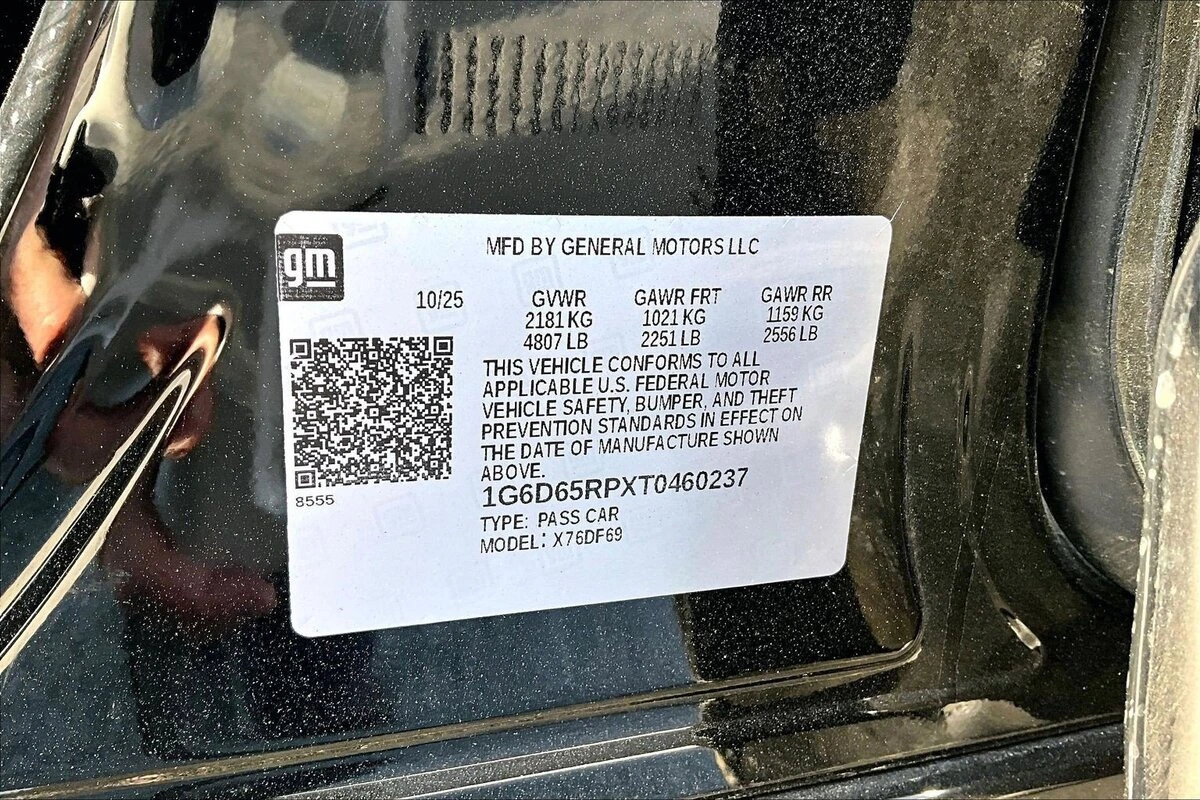 gm
MFD BY GENERAL MOTORS LLC
10/25 GVWR GAWR FRT GAWR RR
2181 KG 1021 KG 1159 KG
4807 LB 2251 LB 2556 LB
THIS VEHICLE CONFORMS TO ALL
APPLICABLE U.S. FEDERAL MOTOR
VEHICLE SAFETY, BUMPER, AND THEFT
PREVENTION STANDARDS IN EFFECT ON
THE DATE OF MANUFACTURE SHOWN
ABOVE.
8555
1G6D65RPXT0460237
TYPE: PASS CAR
MODEL: X76DF69